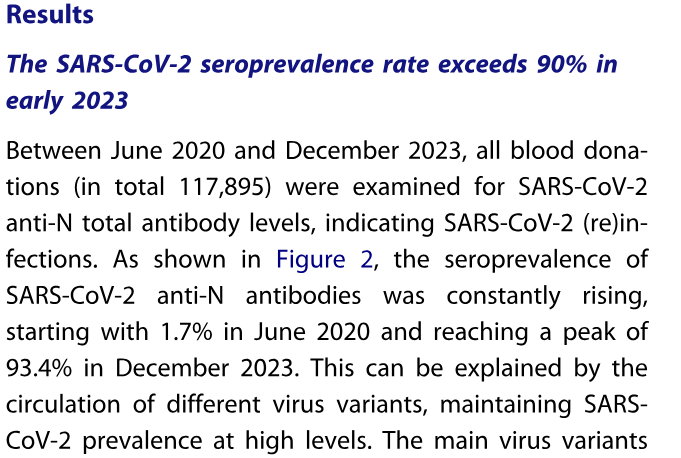 Results
The SARS-CoV-2 seroprevalence rate exceeds 90% in
early 2023
Between June 2020 and December 2023, all blood dona-
tions (in total 117,895) were examined for SARS-CoV-2
anti-N total antibody levels, indicating SARS-CoV-2 (re)in-
fections. As shown in Figure 2, the seroprevalence of
SARS-CoV-2 anti-N antibodies was constantly rising,
starting with 1.7% in June 2020 and reaching a peak of
93.4% in December 2023. This can be explained by the
circulation of different virus variants, maintaining SARS-
CoV-2 prevalence at high levels. The main virus variants